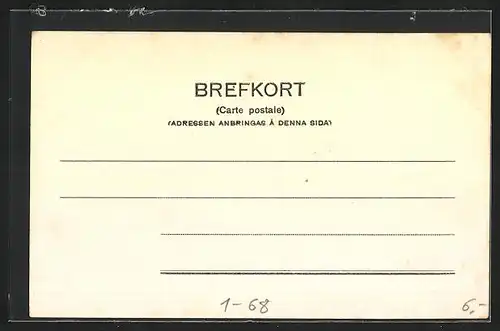 BREFKORT
(Carte postale)
(ADRESSEN ANBRINGAS Å DENNA SIDA)
1-68 6,-